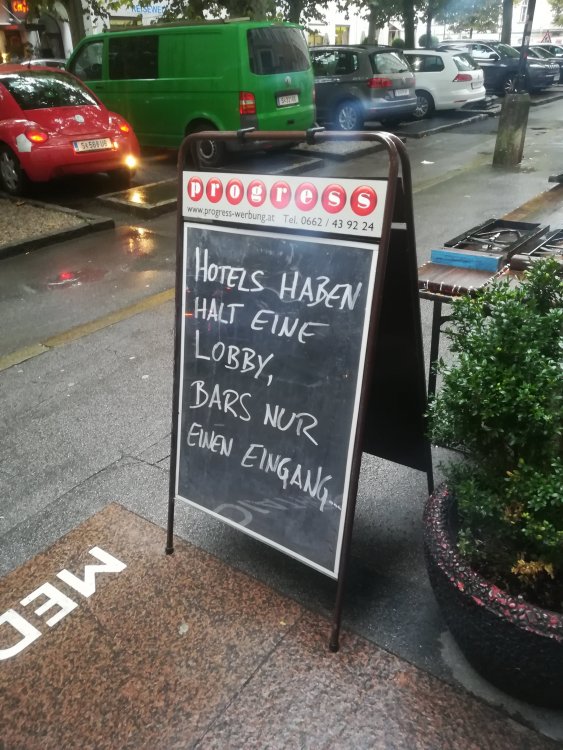 progress
www.progress-werbung.at Tel. 0662 / 43 92 24
HOTELS HABEN
HALT EINE
LOBBY,
BARS NUR
EINEN EINGANG...
MED